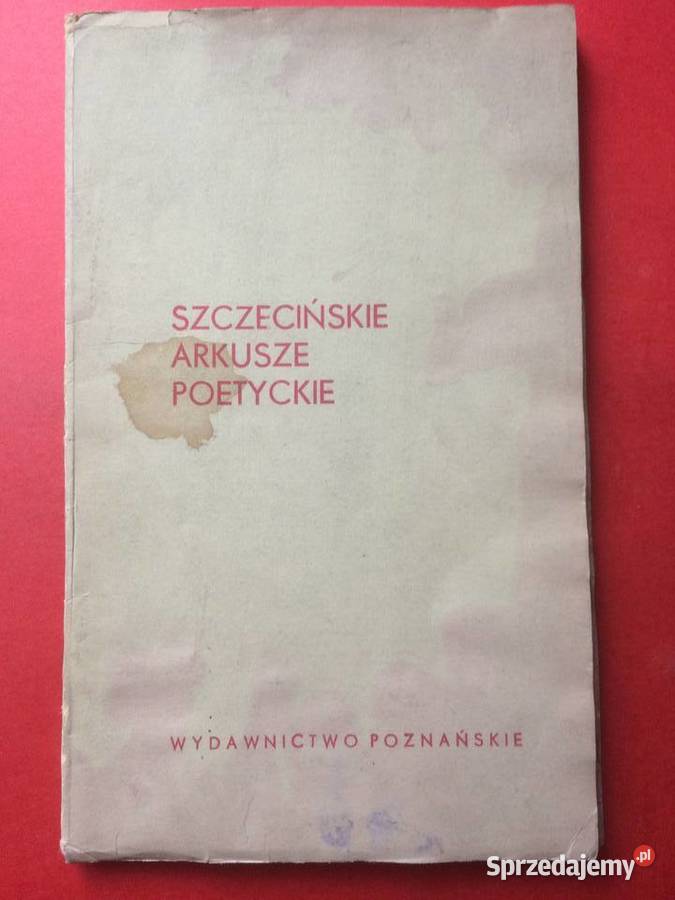 SZCZECIŃSKIE
ARKUSZE
POETYCKIE
WYDAWNICTWO POZNAŃSKIE
Sprzedajemy.pl